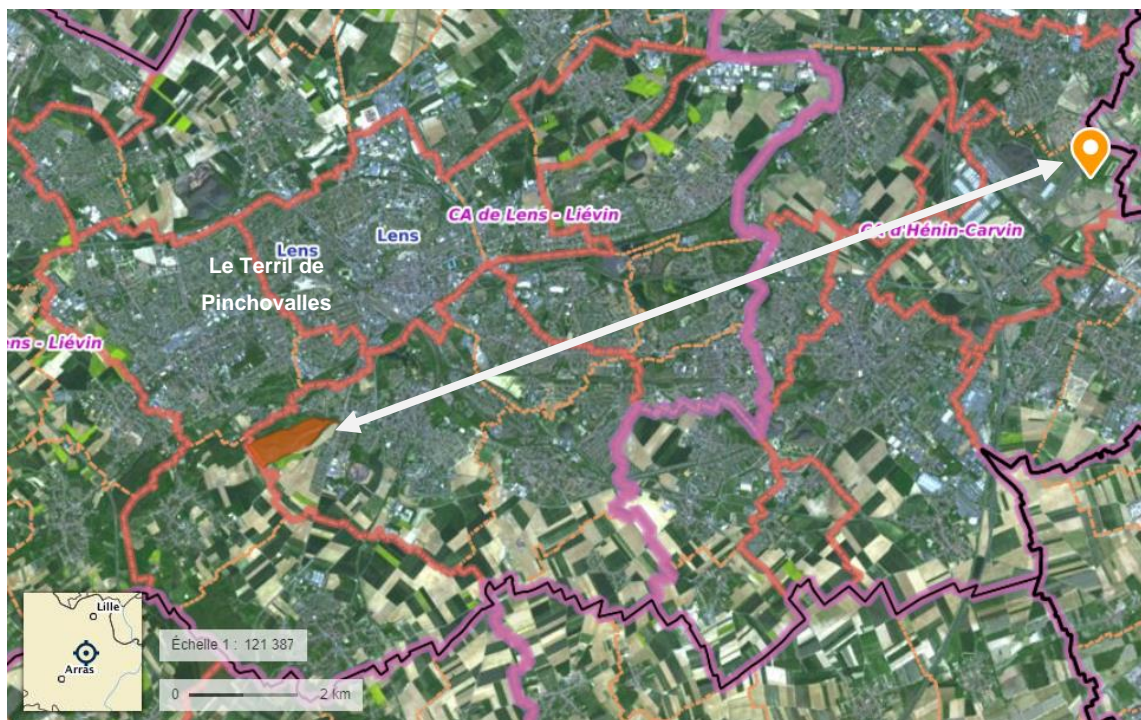 CA de Lens - Liévin
Lens
Lens
CA d'Hénin-Carvin
Le Terril de
Pinchovalles
ens - Liévin
Lille
Arras
Échelle 1 : 121 387
0
2 km